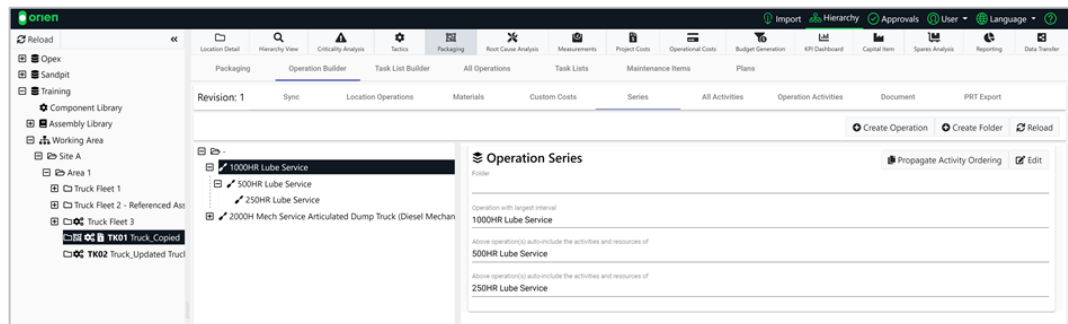 orien
Import Hierarchy Approvals User Language
Reload
Location Detail Hierarchy View Criticality Analysis Tactics Packaging Root Cause Analysis Measurements Project Costs Operational Costs Budget Generation KPI Dashboard Capital Item Spares Analysis Reporting Data Transfer
Packaging Operation Builder Task List Builder All Operations Task Lists Maintenance Items Plans
Revision: 1 Sync Location Operations Materials Custom Costs Series All Activities Operation Activities Document PRT Export
Create Operation Create Folder Reload
Opex
Sandpit
Training
Component Library
Assembly Library
Working Area
Site A
Area 1
Truck Fleet 1
Truck Fleet 2 - Referenced Ass
Truck Fleet 3
TK01 Truck_Copied
TK02 Truck_Updated Truck
-
1000HR Lube Service
500HR Lube Service
250HR Lube Service
2000H Mech Service Articulated Dump Truck (Diesel Mechan
Operation Series
Propagate Activity Ordering Edit
Folder
Operation with largest interval
1000HR Lube Service
Above operation(s) auto-include the activities and resources of
500HR Lube Service
Above operation(s) auto-include the activities and resources of
250HR Lube Service